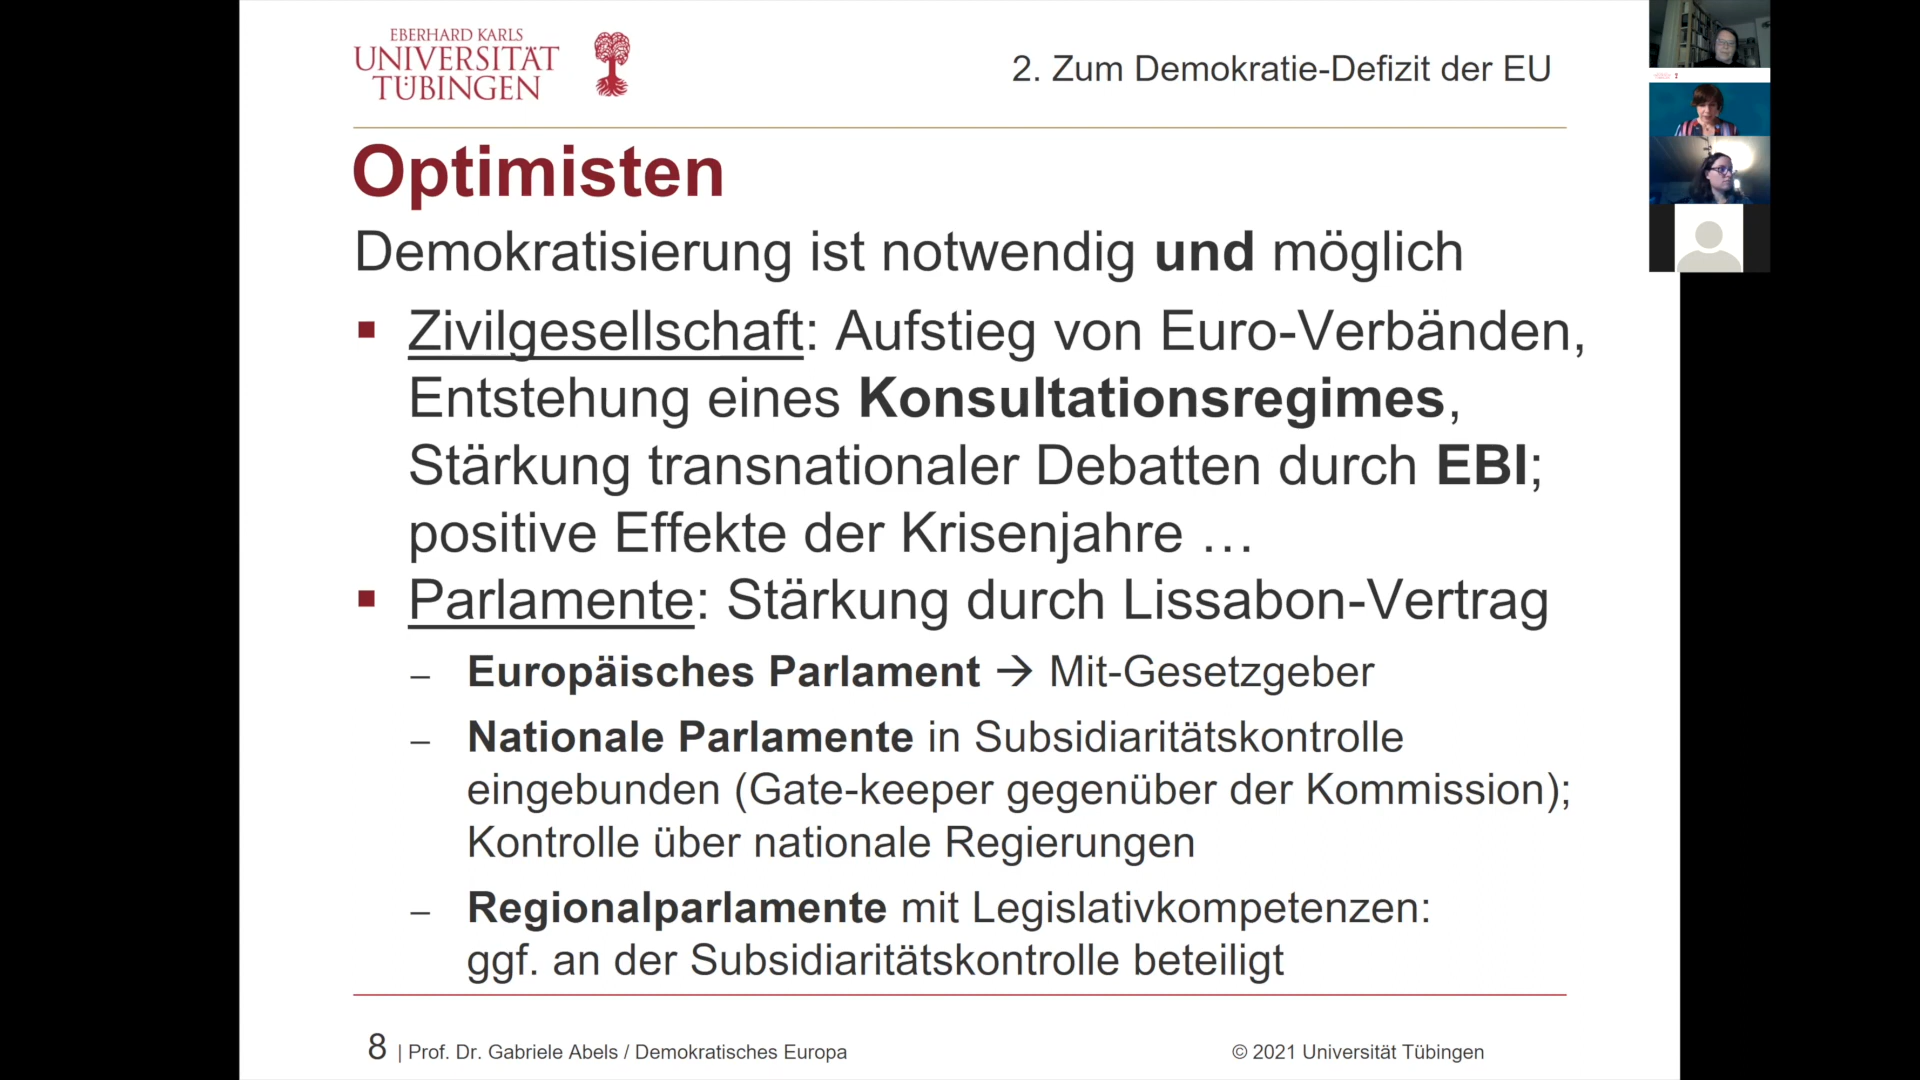 EBERHARD KARLS
UNIVERSITÄT
TÜBINGEN
2. Zum Demokratie-Defizit der EU
Optimisten
Demokratisierung ist notwendig und möglich
▪ Zivilgesellschaft: Aufstieg von Euro-Verbänden,
Entstehung eines Konsultationsregimes,
Stärkung transnationaler Debatten durch EBI;
positive Effekte der Krisenjahre …
▪ Parlamente: Stärkung durch Lissabon-Vertrag
– Europäisches Parlament → Mit-Gesetzgeber
– Nationale Parlamente in Subsidiaritätskontrolle
eingebunden (Gate-keeper gegenüber der Kommission);
Kontrolle über nationale Regierungen
– Regionalparlamente mit Legislativkompetenzen:
ggf. an der Subsidiaritätskontrolle beteiligt
8 | Prof. Dr. Gabriele Abels / Demokratisches Europa
© 2021 Universität Tübingen